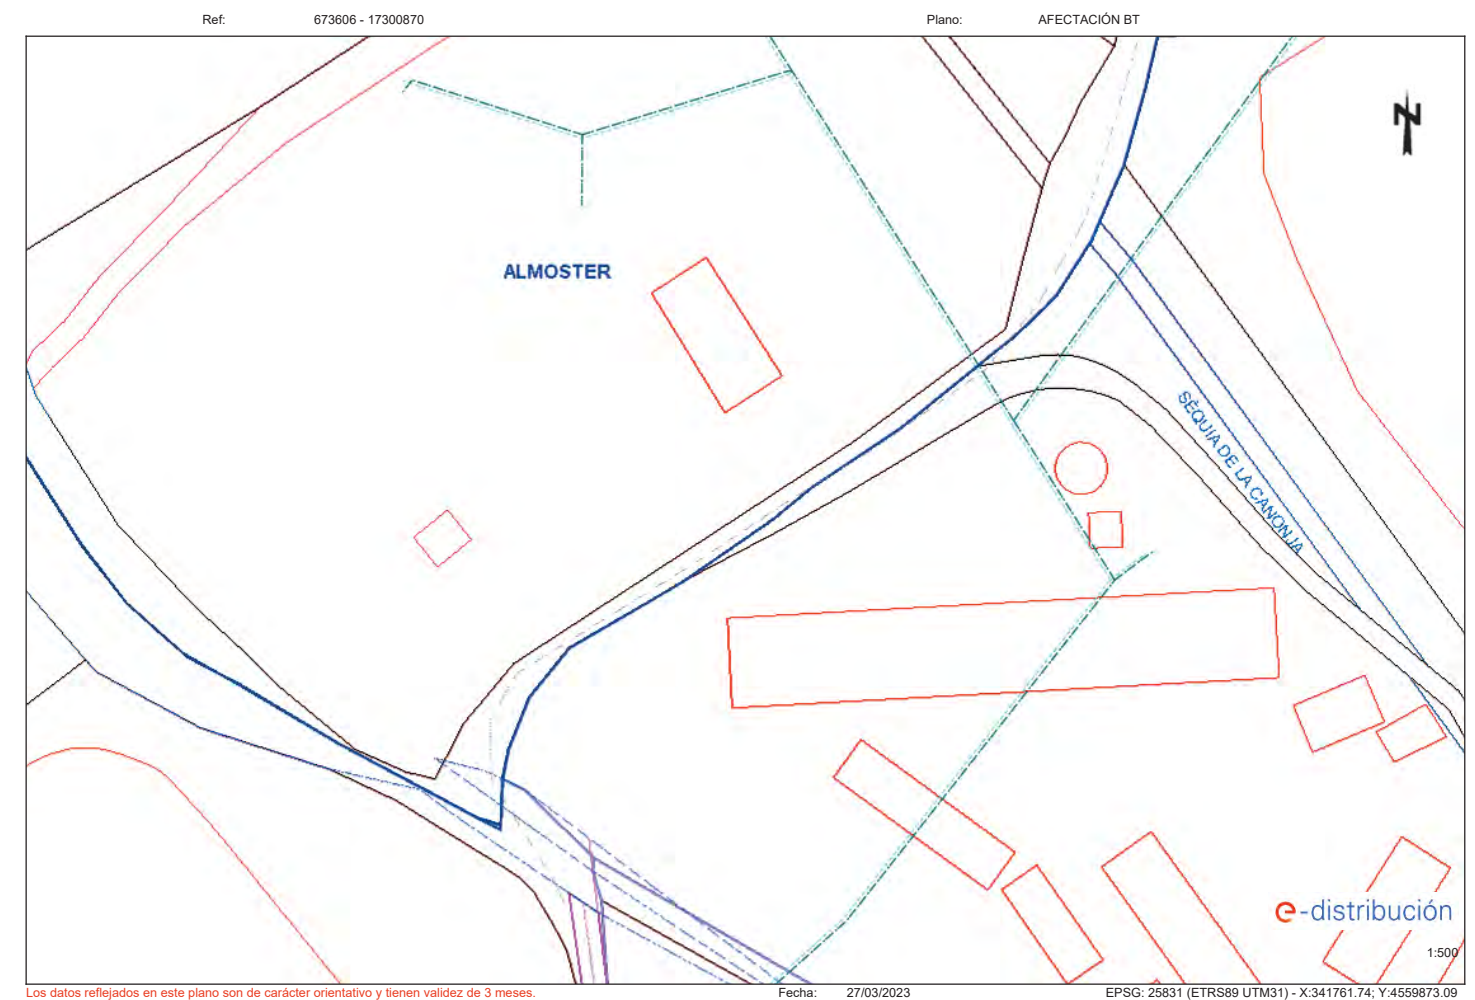 Ref: 673606 - 17300870 Plano: AFECTACIÓN BT
N
ALMOSTER
SÈQUIA DE LA CANONJA
e-distribución
1:500
Los datos reflejados en este plano son de carácter orientativo y tienen validez de 3 meses. Fecha: 27/03/2023 EPSG: 25831 (ETRS89 UTM31) - X:341761.74; Y:4559873.09